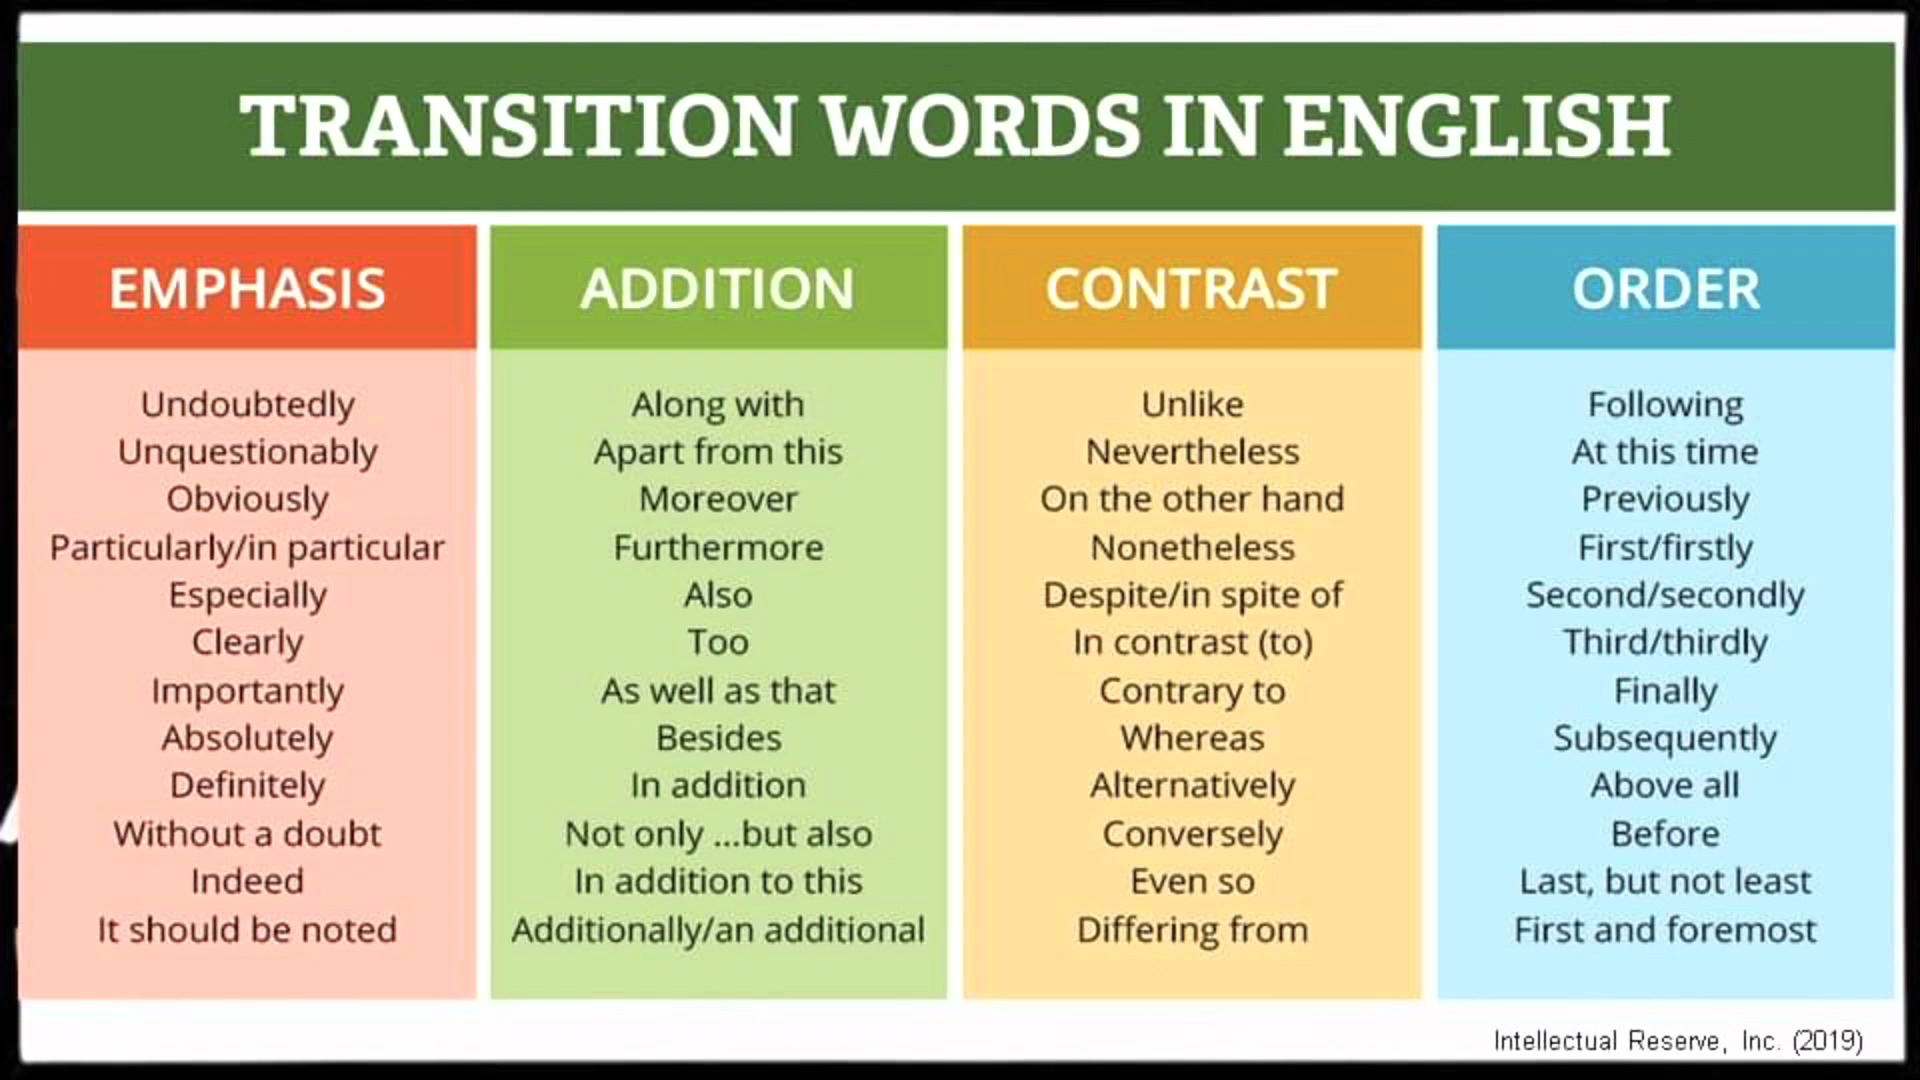 TRANSITION WORDS IN ENGLISH
EMPHASIS
Undoubtedly
Unquestionably
Obviously
Particularly/in particular
Especially
Clearly
Importantly
Absolutely
Definitely
Without a doubt
Indeed
It should be noted
ADDITION
Along with
Apart from this
Moreover
Furthermore
Also
Too
As well as that
Besides
In addition
Not only ...but also
In addition to this
Additionally/an additional
CONTRAST
Unlike
Nevertheless
On the other hand
Nonetheless
Despite/in spite of
In contrast (to)
Contrary to
Whereas
Alternatively
Conversely
Even so
Differing from
ORDER
Following
At this time
Previously
First/firstly
Second/secondly
Third/thirdly
Finally
Subsequently
Above all
Before
Last, but not least
First and foremost
Intellectual Reserve, Inc. (2019)